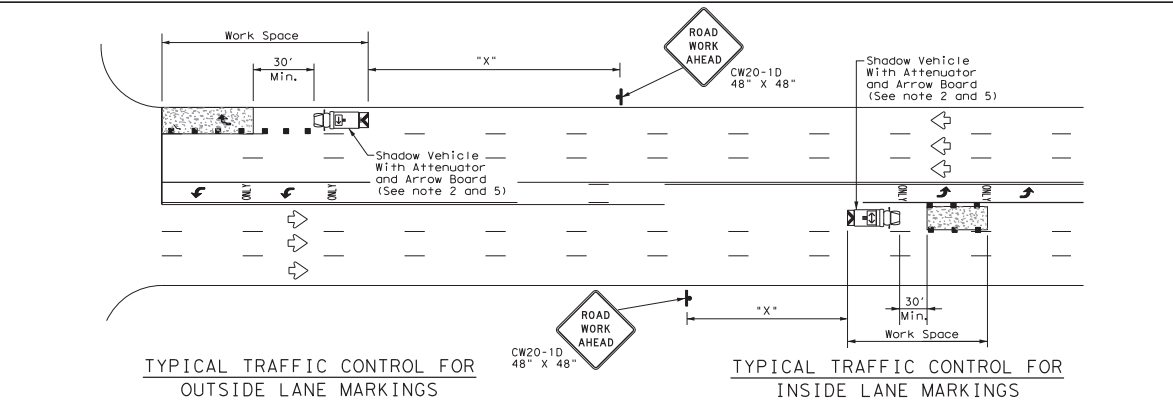 Work Space
30'
Min.
"X"
ROAD
WORK
AHEAD
CW20-1D
48" X 48"
Shadow Vehicle
With Attenuator
and Arrow Board
(See note 2 and 5)
Shadow Vehicle
With Attenuator
and Arrow Board
(See note 2 and 5)
ONLY
ONLY
ONLY
ONLY
ROAD
WORK
AHEAD
CW20-1D
48" X 48"
"X"
30'
Min.
Work Space
TYPICAL TRAFFIC CONTROL FOR
OUTSIDE LANE MARKINGS
TYPICAL TRAFFIC CONTROL FOR
INSIDE LANE MARKINGS